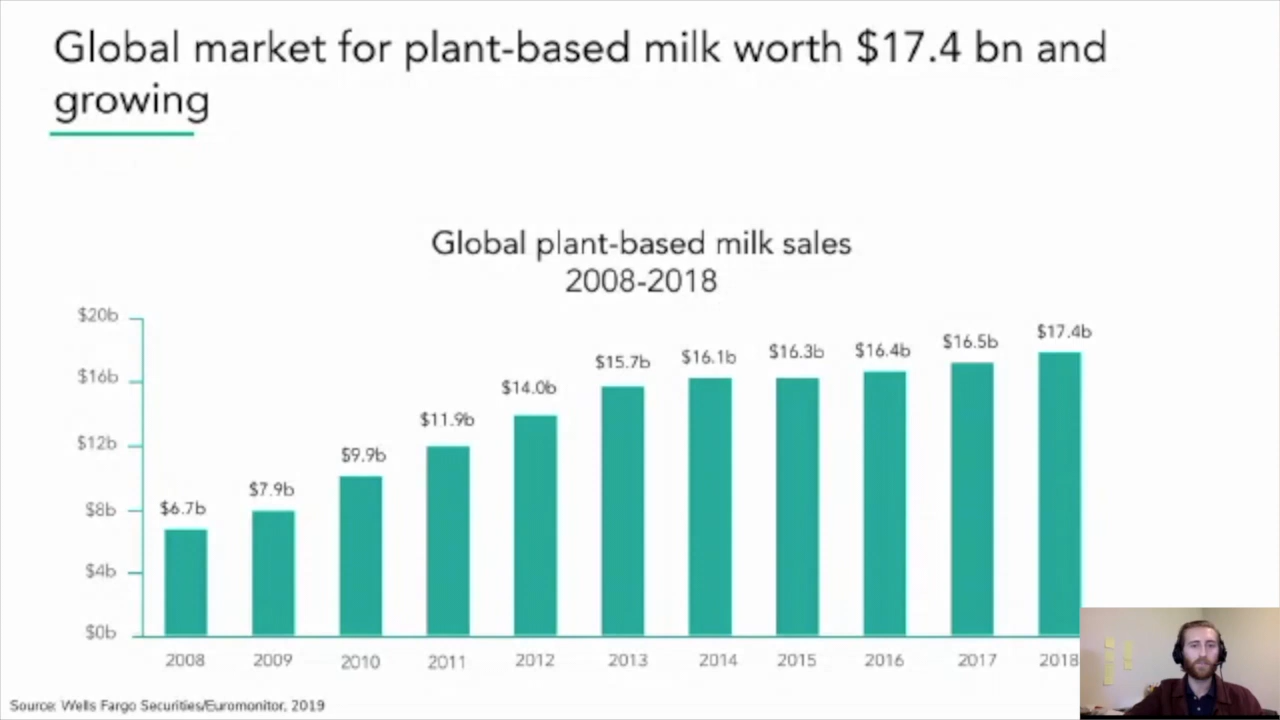 Global market for plant-based milk worth $17.4 bn and
growing
Global plant-based milk sales
2008-2018
$20b
$16b
$12b
$8b
$4b
$0b
$6.7b
$7.9b
$9.9b
$11.9b
$14.0b
$15.7b
$16.1b
$16.3b
$16.4b
$16.5b
$17.4b
2008 2009 2010 2011 2012 2013 2014 2015 2016 2017 2018
Source: Wells Fargo Securities/Euromonitor, 2019